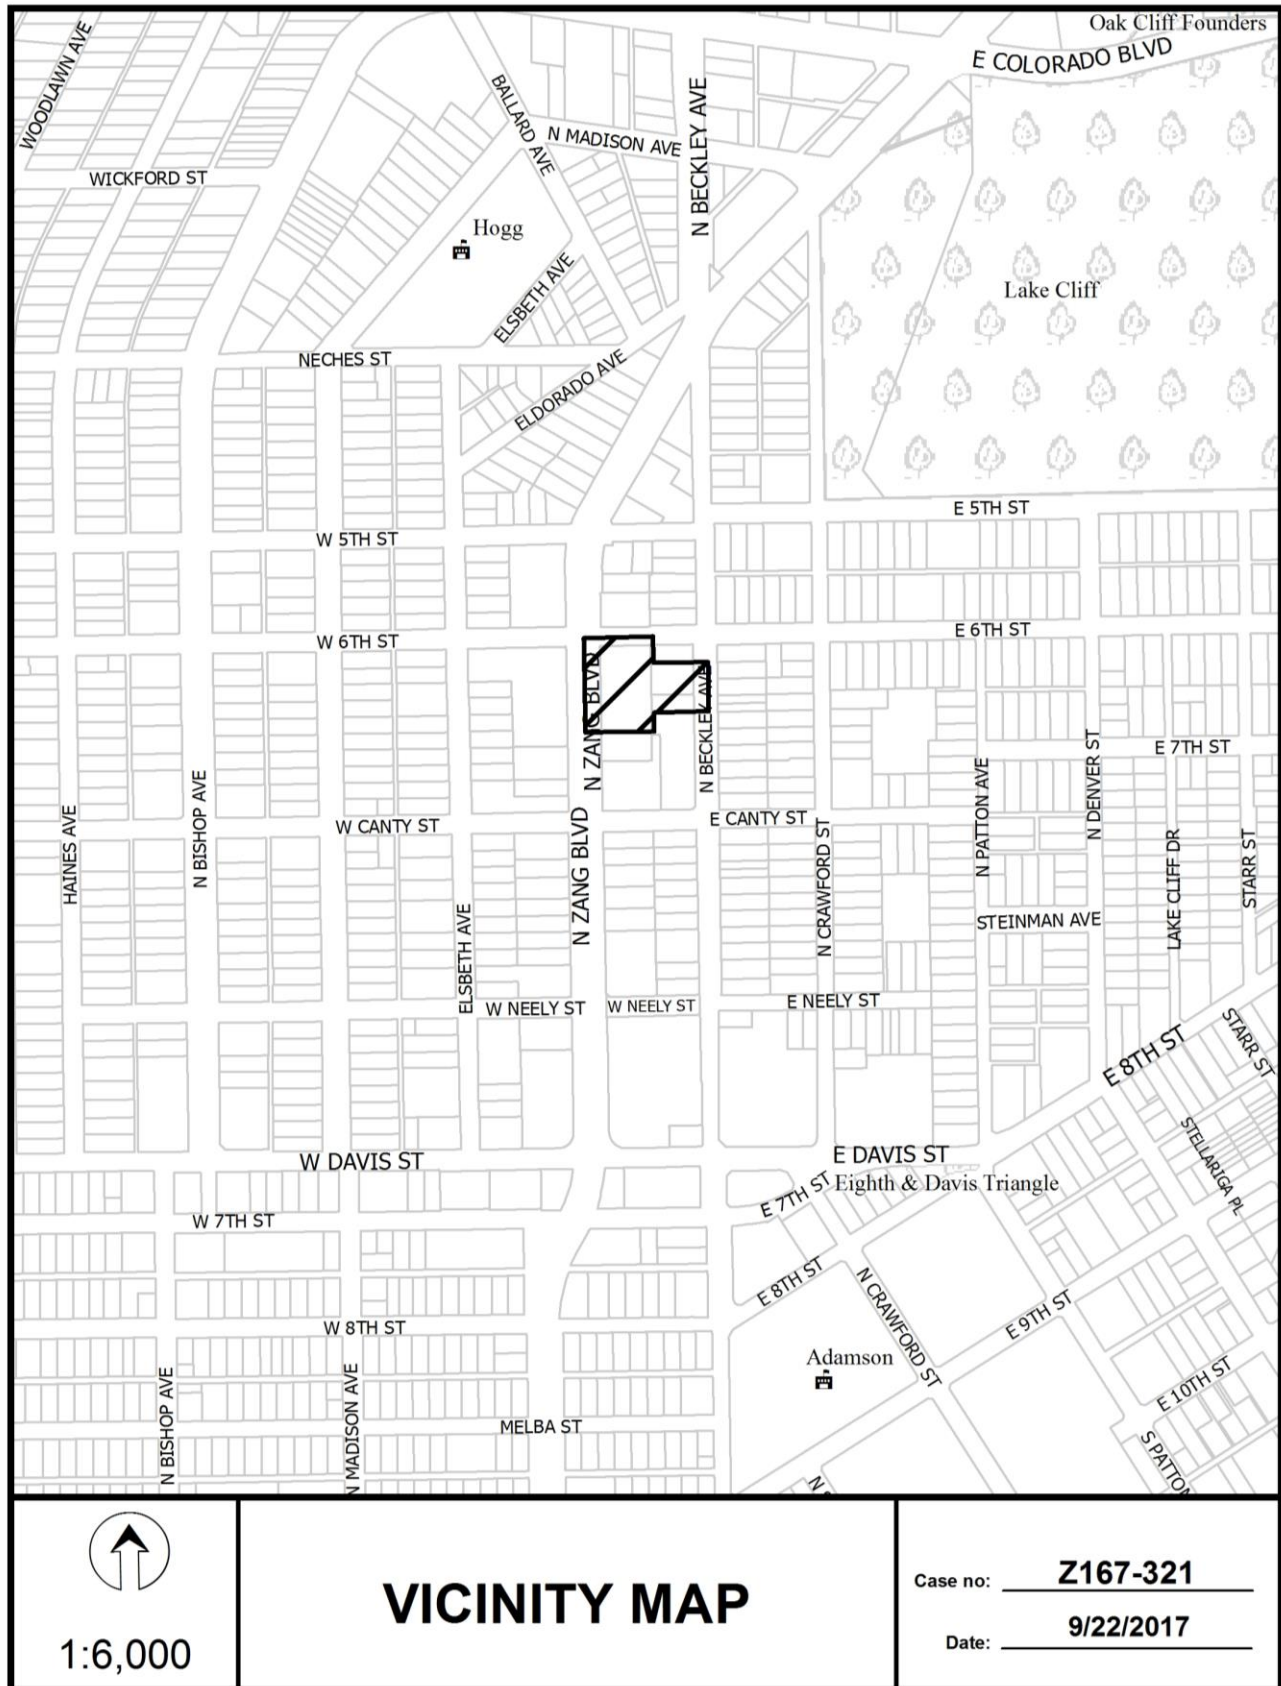 Oak Cliff Founders
E COLORADO BLVD
WOODLAWN AVE
BALLARD AVE
N MADISON AVE
N BECKLEY AVE
WICKFORD ST
Hogg
ELSBETH AVE
Lake Cliff
NECHES ST
ELDORADO AVE
E 5TH ST
W 5TH ST
E 6TH ST
W 6TH ST
N ZANG BLVD
N BECKLEY AVE
E 7TH ST
N DENVER ST
N PATTON AVE
HAINES AVE
N BISHOP AVE
W CANTY ST
E CANTY ST
N ZANG BLVD
N CRAWFORD ST
LAKE CLIFF DR
STARR ST
STEINMAN AVE
ELSBETH AVE
W NEELY ST
W NEELY ST
E NEELY ST
E 8TH ST
STARR ST
STELLARIGA PL
W DAVIS ST
E DAVIS ST
Eighth & Davis Triangle
E 7TH ST
W 7TH ST
E 8TH ST
N CRAWFORD ST
E 9TH ST
W 8TH ST
Adamson
E 10TH ST
N BISHOP AVE
N MADISON AVE
MELBA ST
S PATTON
1:6,000
VICINITY MAP
Case no: Z167-321
Date: 9/22/2017